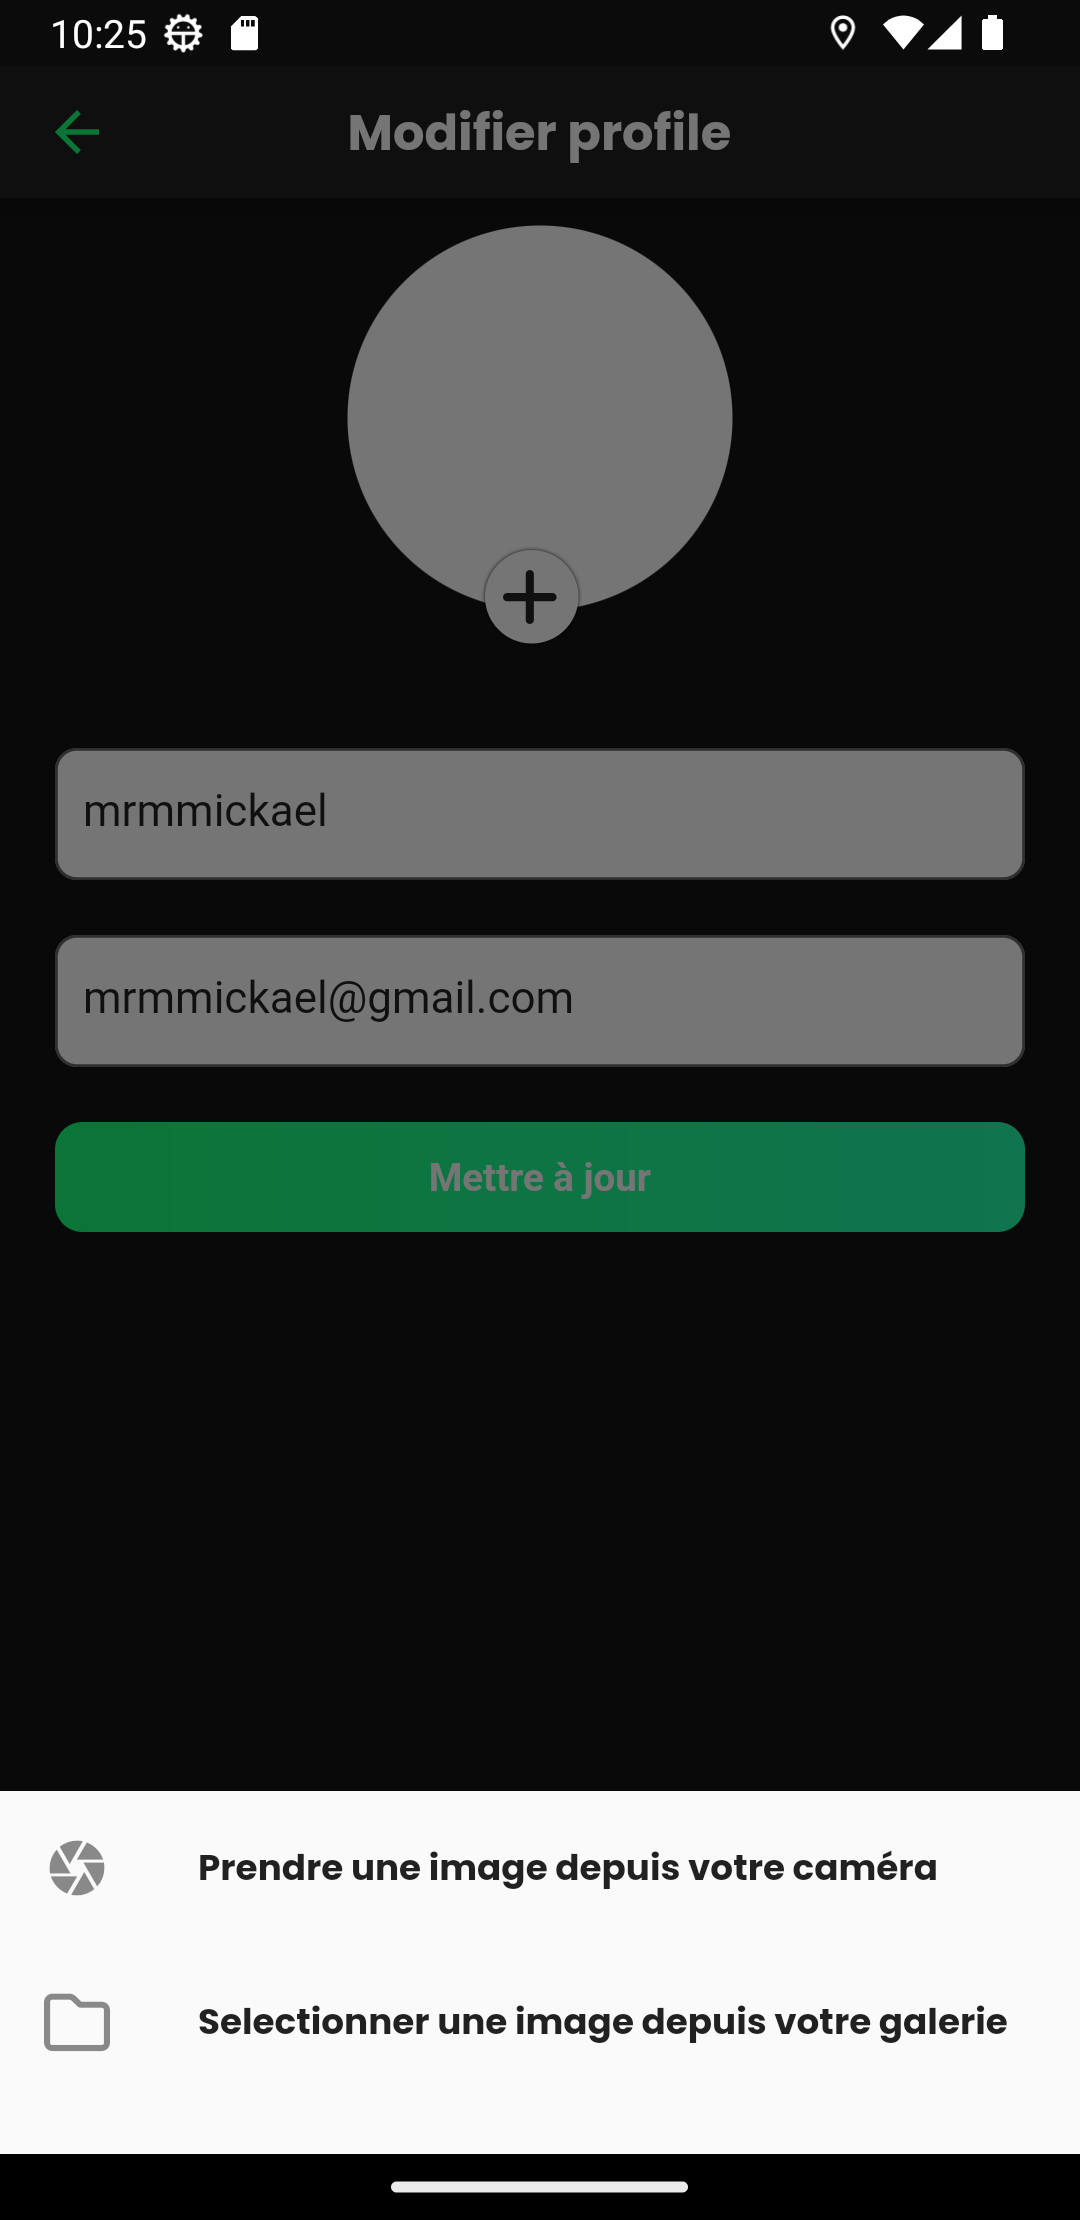 10:25
Modifier profile
mrmmickael
mrmmickael@gmail.com
Mettre à jour
Prendre une image depuis votre caméra
Selectionner une image depuis votre galerie